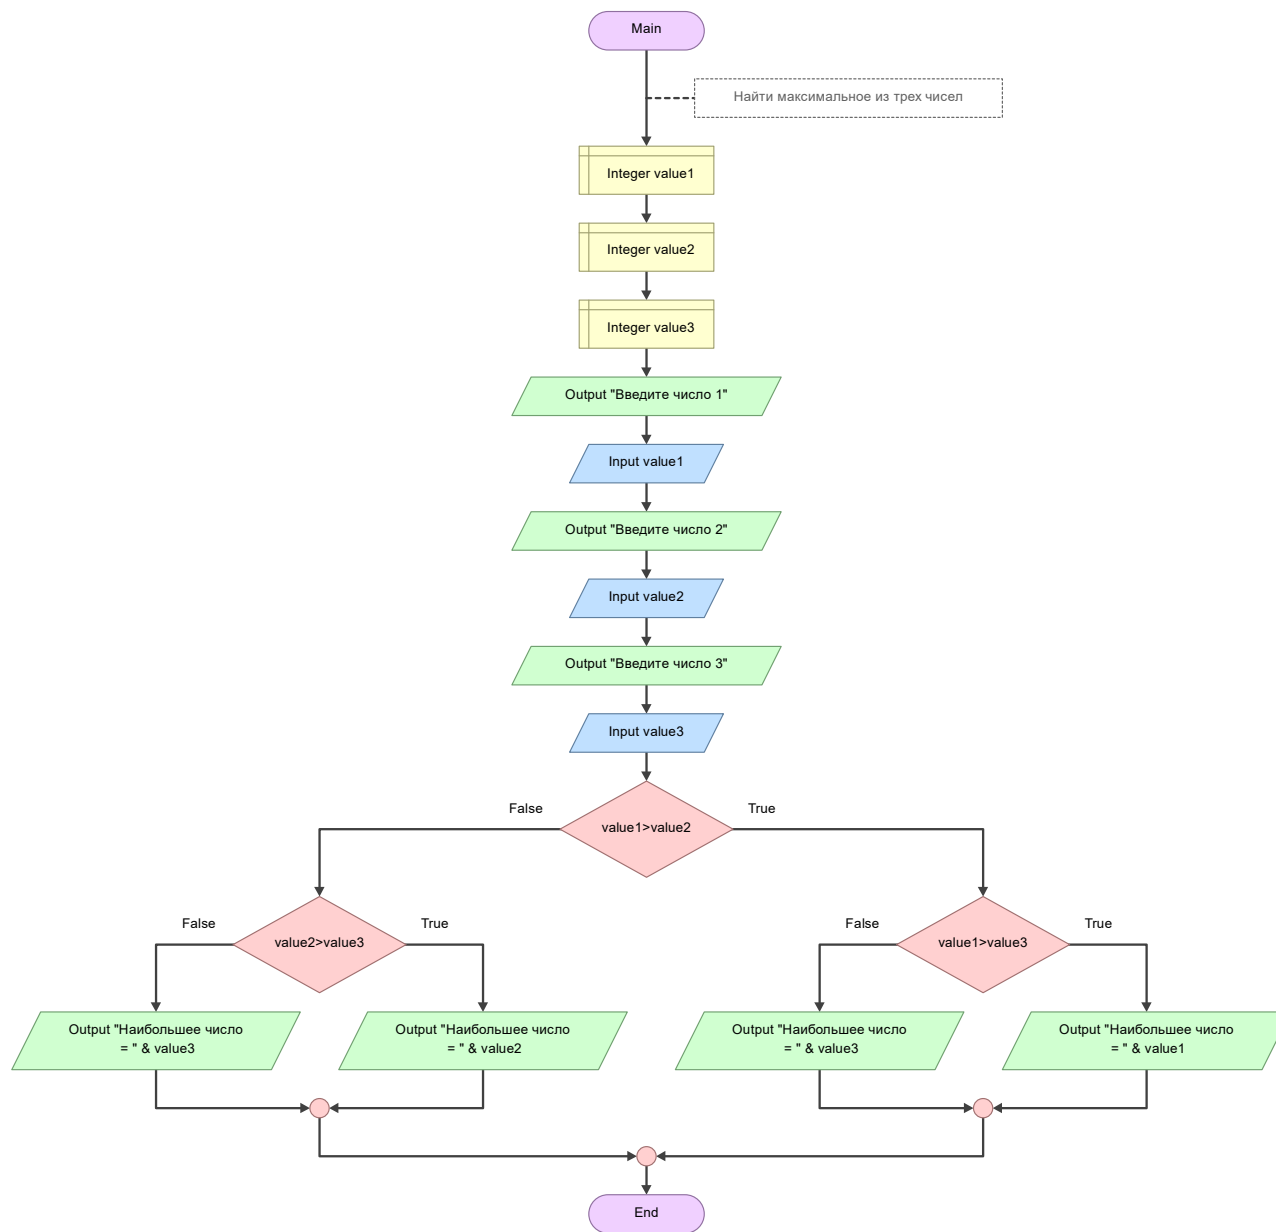 Main
Найти максимальное из трех чисел
Integer value1
Integer value2
Integer value3
Output "Введите число 1"
Input value1
Output "Введите число 2"
Input value2
Output "Введите число 3"
Input value3
False
True
value1>value2
False
True
False
True
value2>value3
value1>value3
Output "Наибольшее число
= " & value3
Output "Наибольшее число
= " & value2
Output "Наибольшее число
= " & value3
Output "Наибольшее число
= " & value1
End